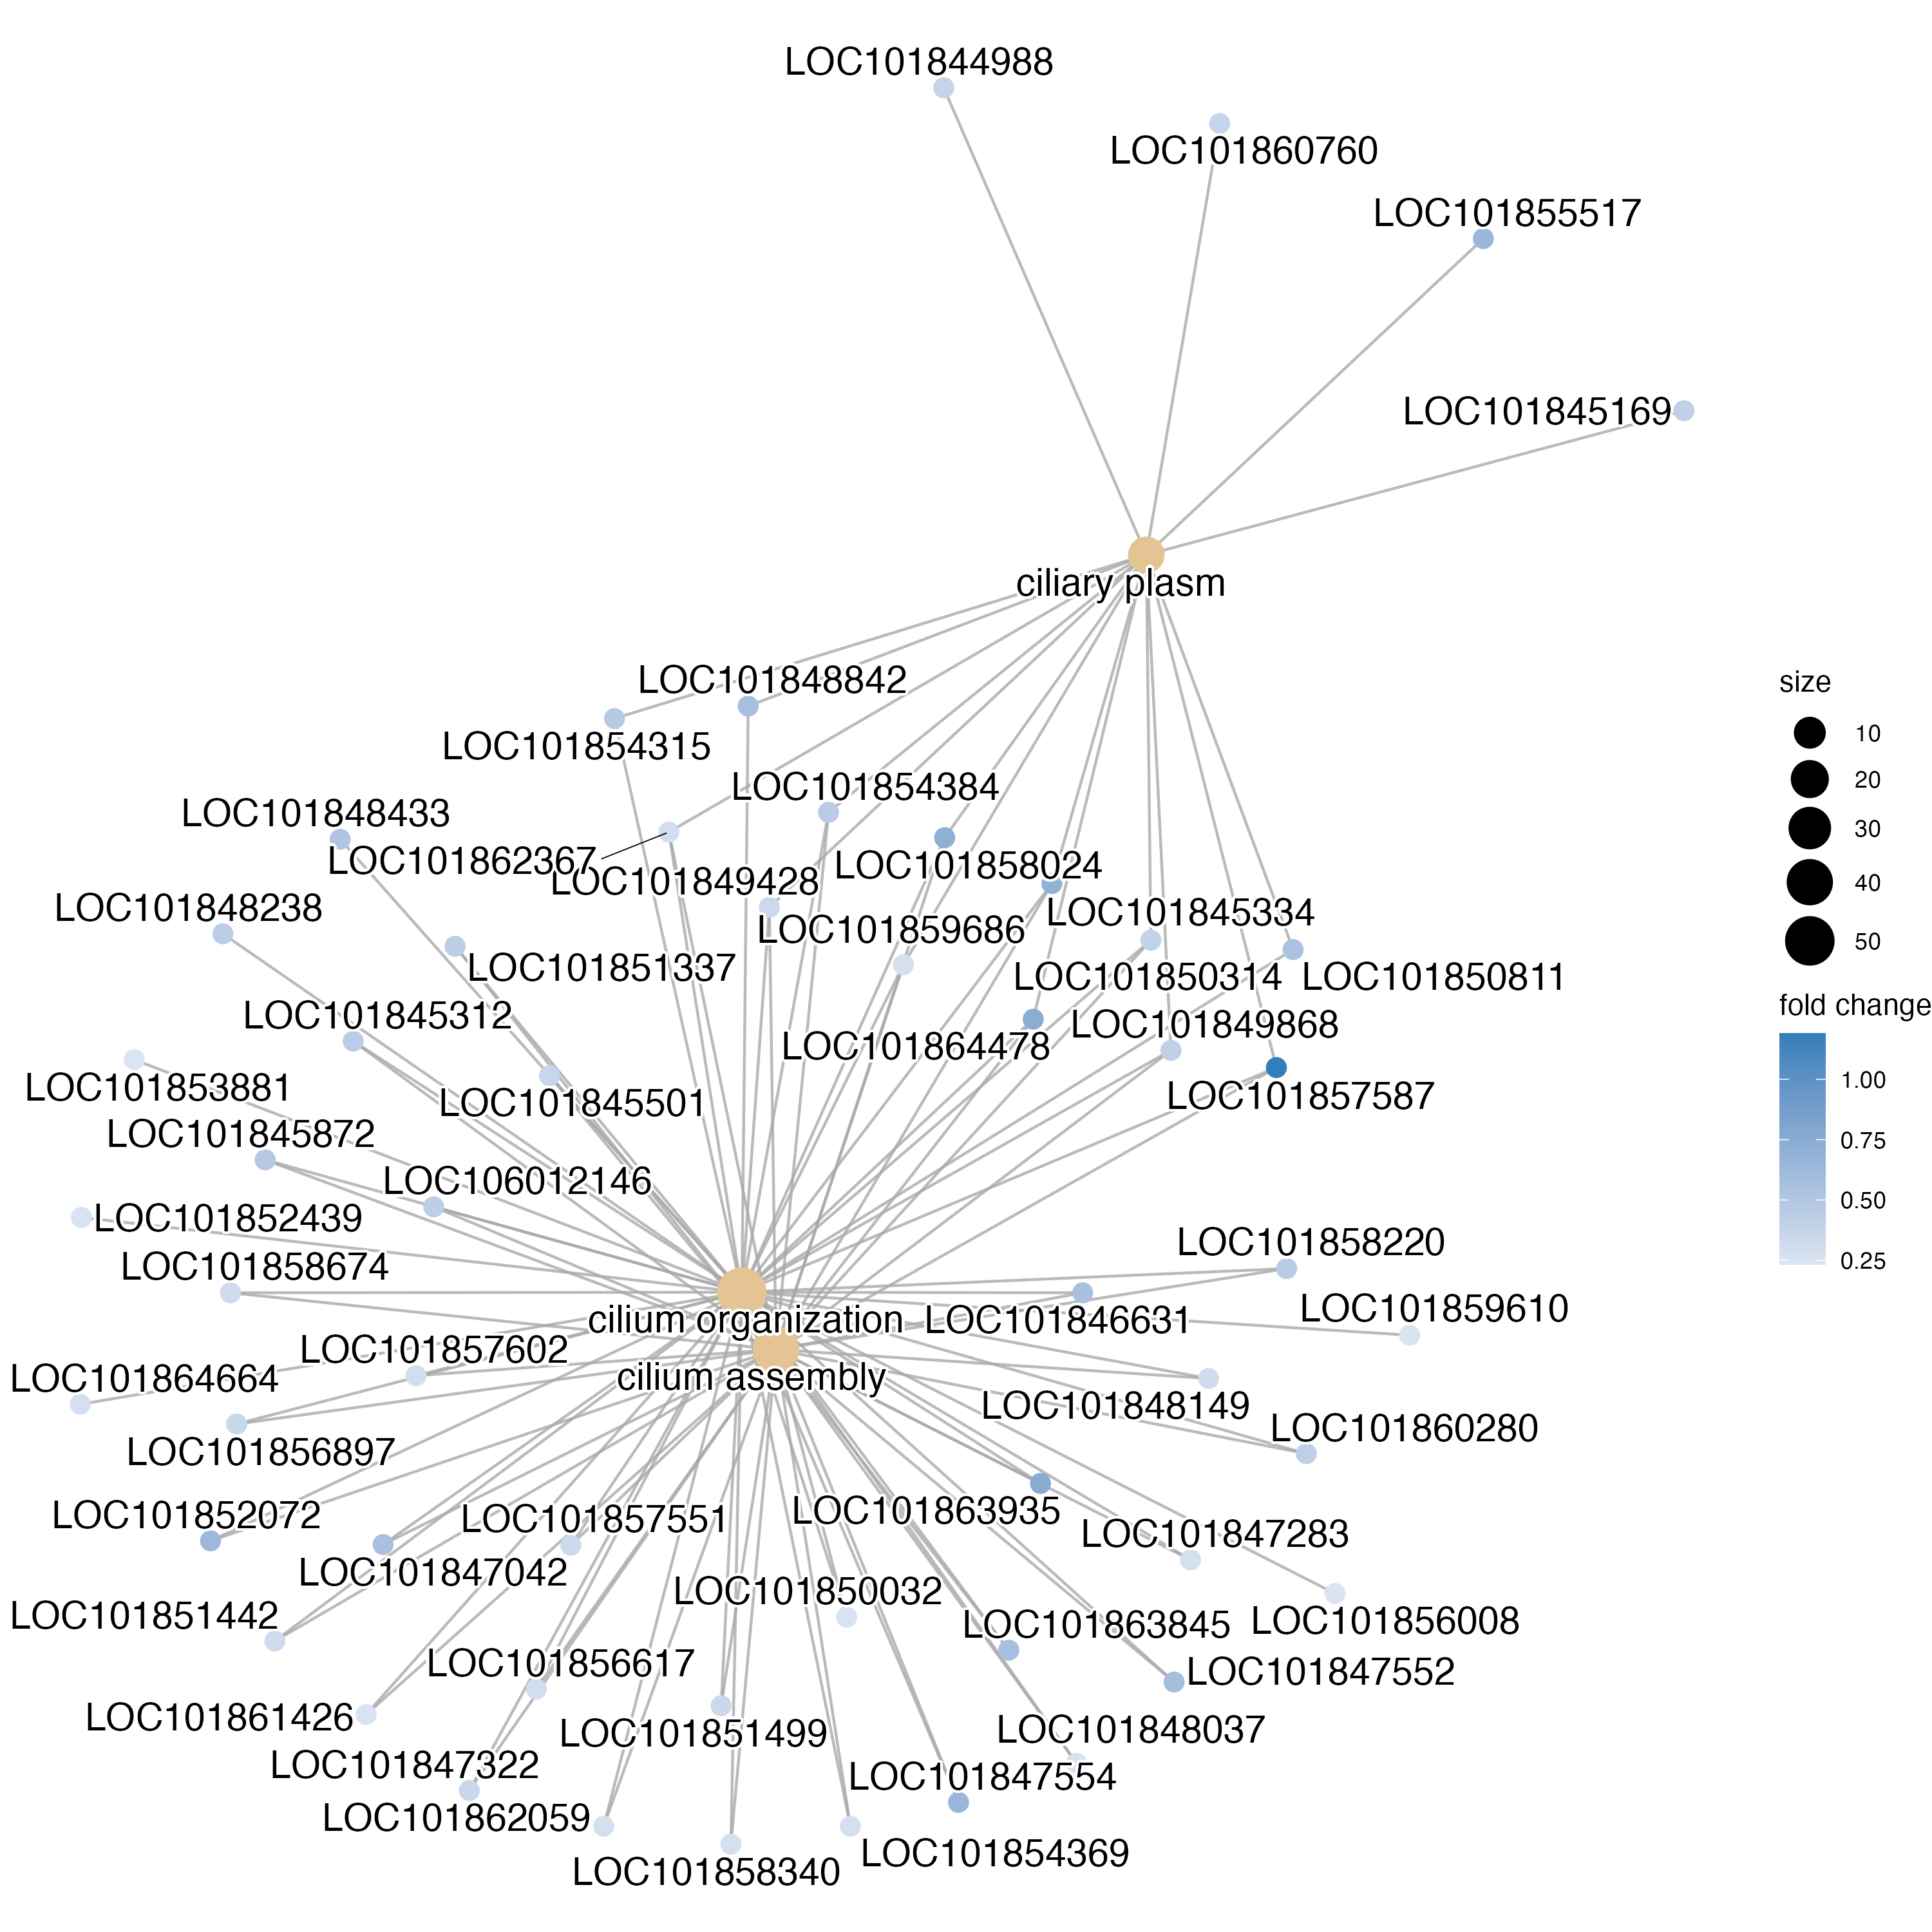 LOC101844988
LOC101860760
LOC101855517
LOC101845169
ciliary plasm
LOC101848842
LOC101854315
LOC101854384
LOC101848433
LOC101862367
LOC101858024
LOC101849428
LOC101848238
LOC101845334
LOC101859686
LOC101851337
LOC101850314
LOC101850811
LOC101845312
LOC101849868
LOC101864478
LOC101853881
LOC101857587
LOC101845501
LOC101845872
LOC106012146
LOC101852439
LOC101858220
LOC101858674
LOC101859610
cilium organization
LOC101846631
LOC101857602
cilium assembly
LOC101864664
LOC101848149
LOC101860280
LOC101856897
LOC101863935
LOC101852072
LOC101857551
LOC101847283
LOC101847042
LOC101850032
LOC101851442
LOC101856008
LOC101863845
LOC101856617
LOC101847552
LOC101861426
LOC101848037
LOC101851499
LOC101847322
LOC101847554
LOC101862059
LOC101854369
LOC101858340
size
10
20
30
40
50
fold change
1.00
0.75
0.50
0.25